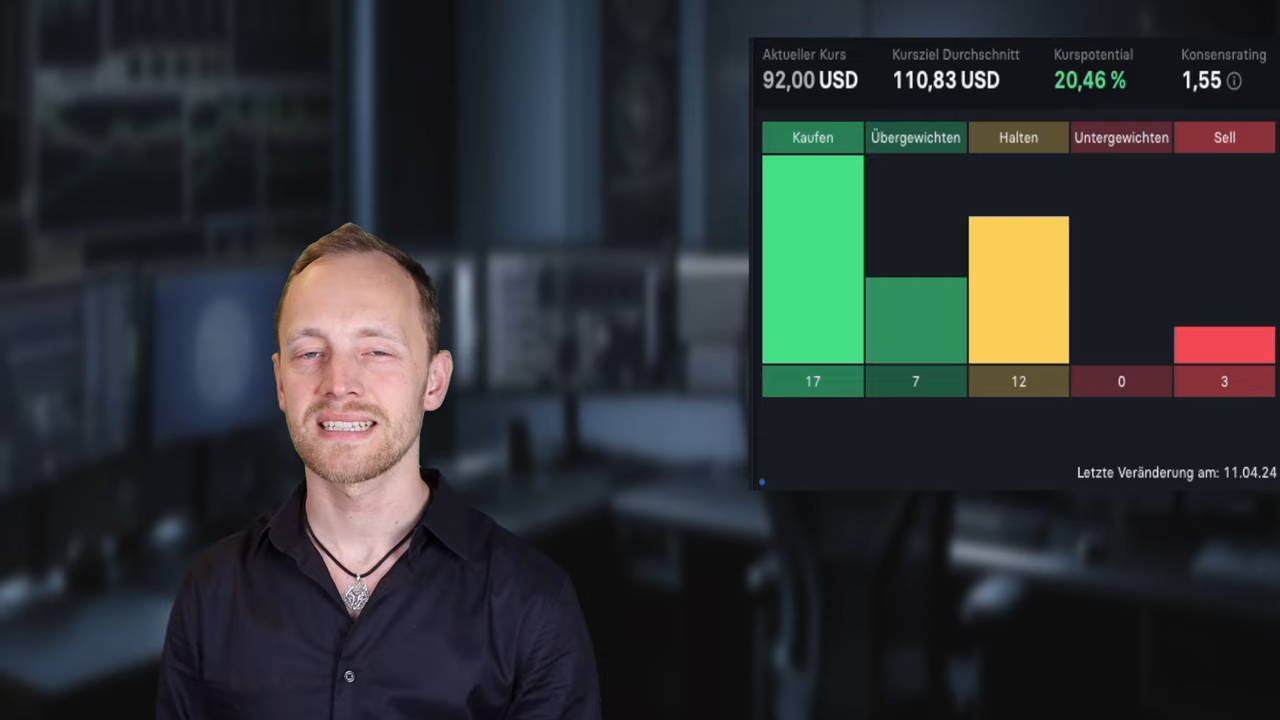 Aktueller Kurs Kursziel Durchschnitt Kurspotential Konsensrating
92,00 USD 110,83 USD 20,46 % 1,55
Kaufen Übergewichten Halten Untergewichten Sell
17 7 12 0 3
Letzte Veränderung am: 11.04.24